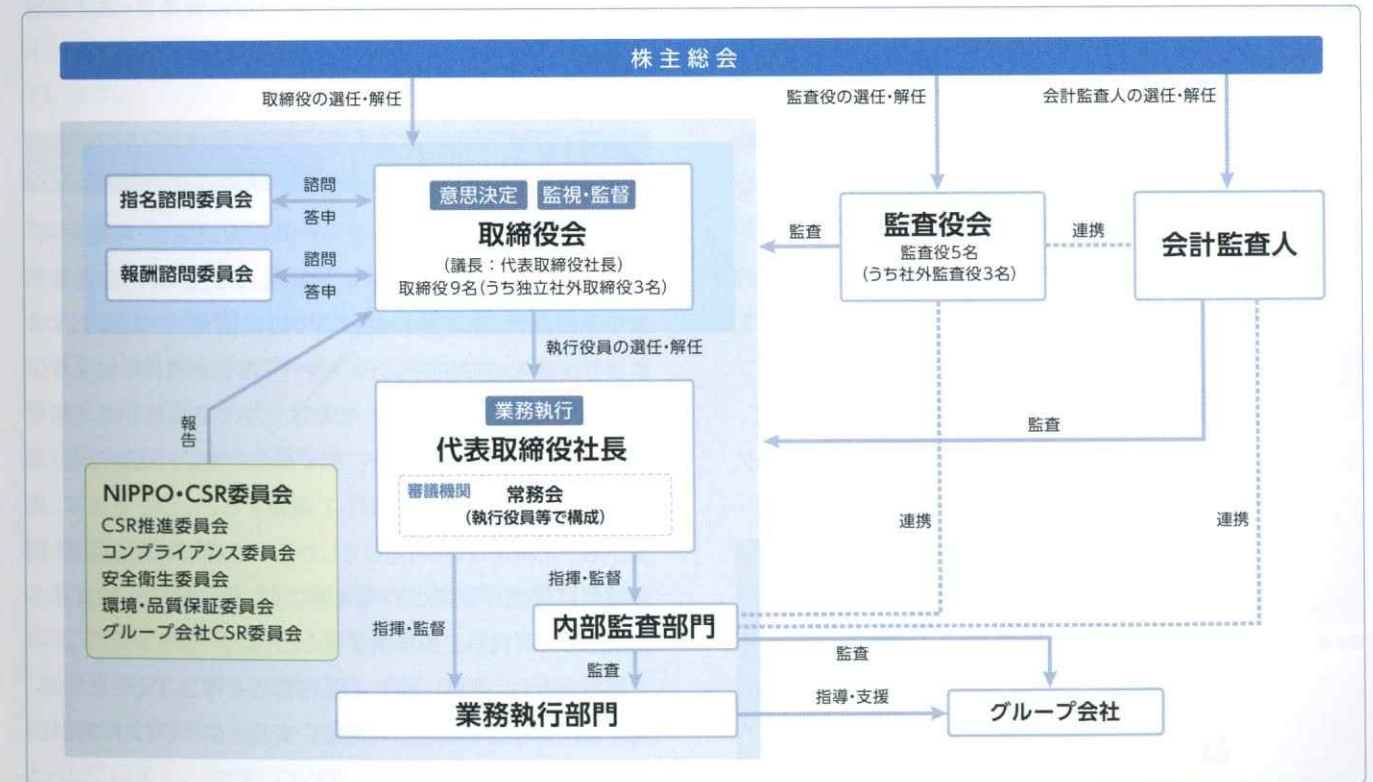 株主総会
取締役の選任・解任
監査役の選任・解任
会計監査人の選任・解任
指名諮問委員会
諮問
答申
報酬諮問委員会
諮問
答申
意思決定
監視・監督
取締役会
(議長：代表取締役社長)
取締役9名(うち独立社外取締役3名)
監査
監査役会
監査役5名
(うち社外監査役3名)
連携
会計監査人
執行役員の選任・解任
報告
業務執行
代表取締役社長
審議機関
常務会
(執行役員等で構成)
監査
連携
連携
NIPPO・CSR委員会
CSR推進委員会
コンプライアンス委員会
安全衛生委員会
環境・品質保証委員会
グループ会社CSR委員会
指揮・監督
指揮・監督
内部監査部門
監査
監査
業務執行部門
指導・支援
グループ会社